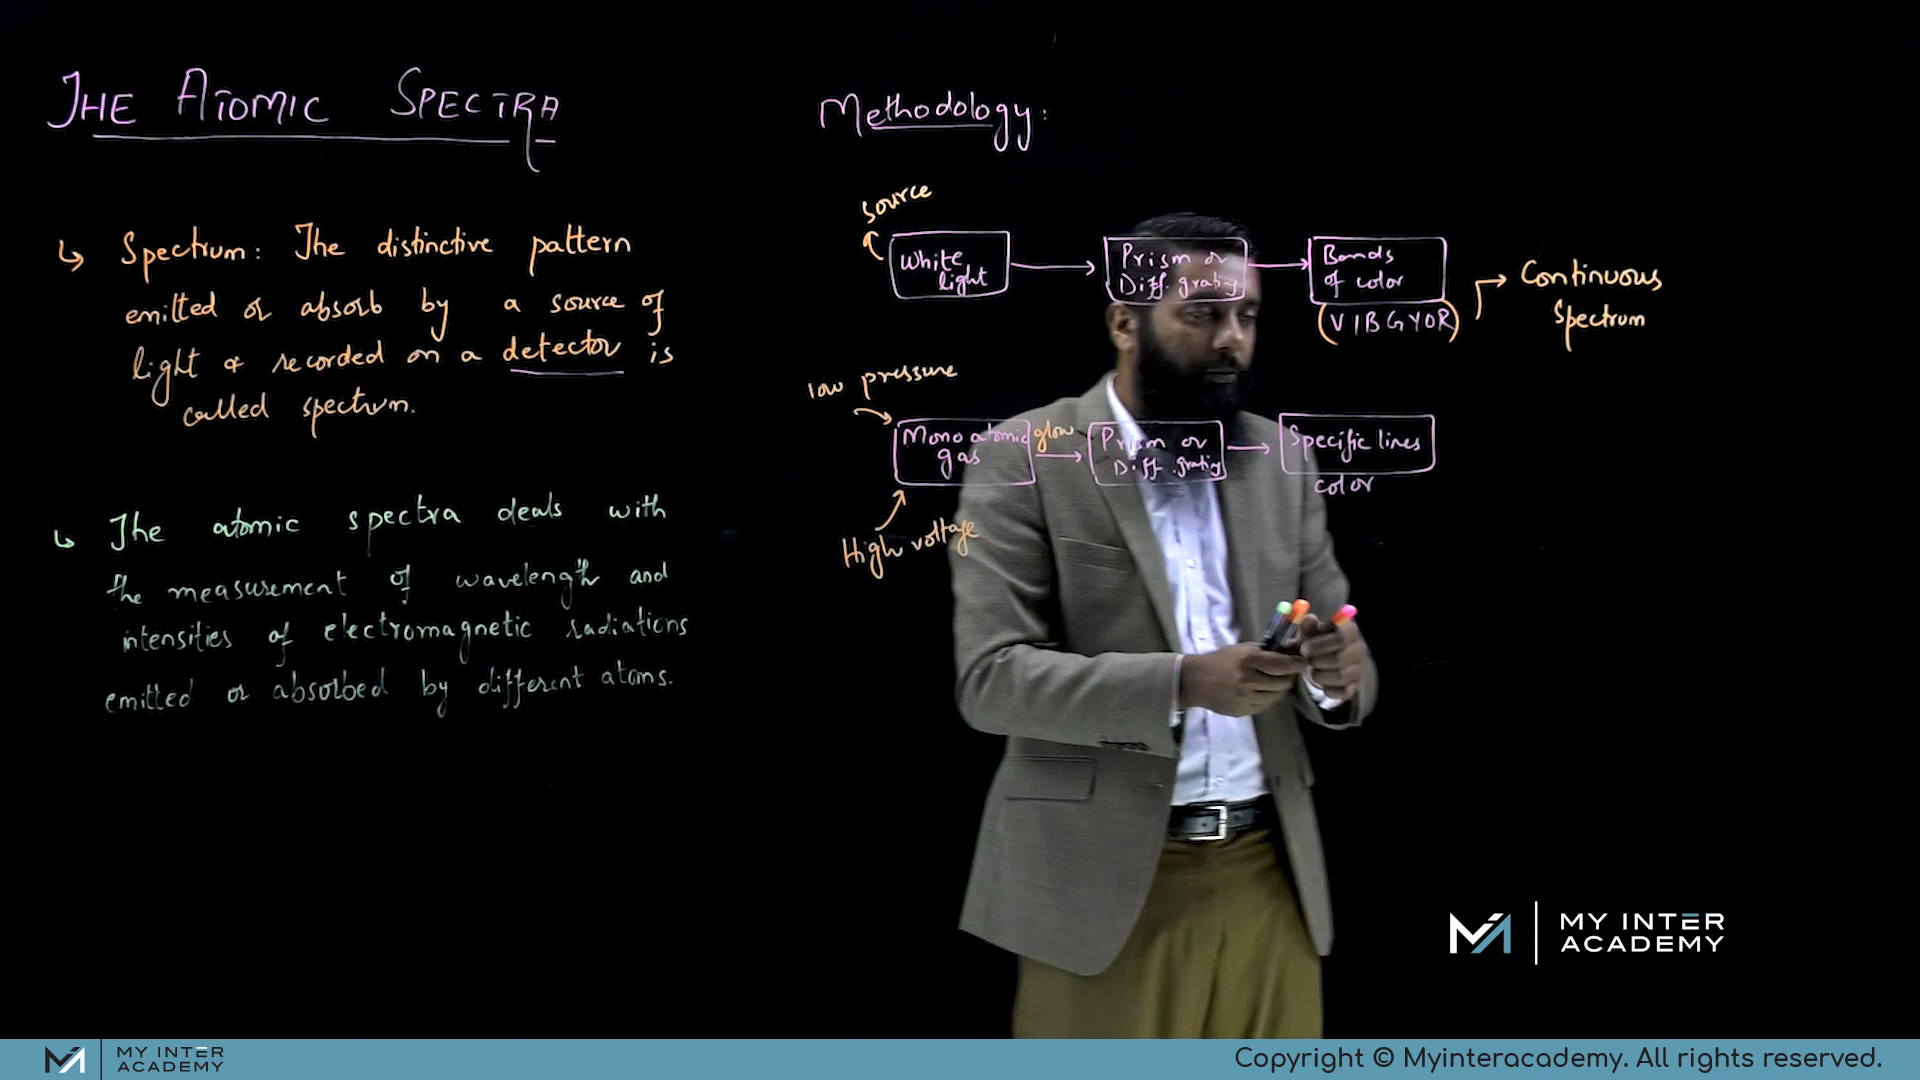 THE ATOMIC SPECTRA
↳ Spectrum: The distinctive pattern
emitted or absorb by a source of
light & recorded on a detector is
called spectrum.
↳ The atomic spectra deals with
the measurement of wavelength and
intensities of electromagnetic radiations
emitted or absorbed by different atoms.
Methodology:
source
White
light
Prism or
Diff. grating
Bands
of color
(VIBGYOR)
Continuous
Spectrum
low pressure
Mono atomic
gas
glow
Prism or
Diff. grating
Specific lines
color
High voltage
MY INTER
ACADEMY
MY INTER
ACADEMY
Copyright © Myinteracademy. All rights reserved.